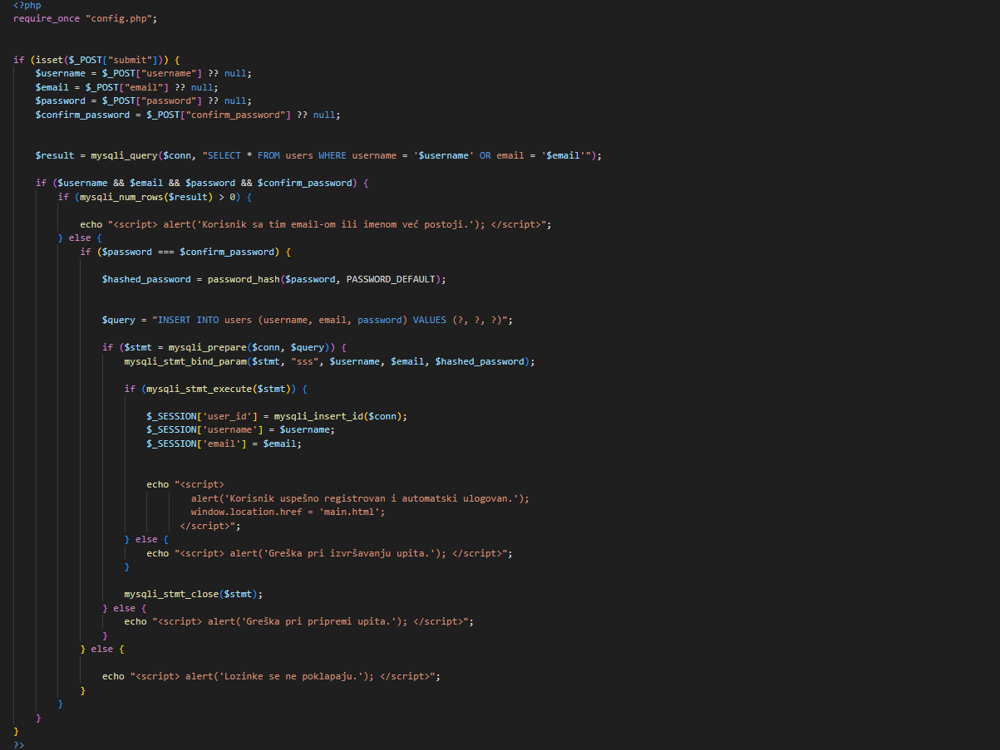 <?php
require_once "config.php";
if (isset($_POST["submit"])) {
$username = $_POST["username"] ?? null;
$email = $_POST["email"] ?? null;
$password = $_POST["password"] ?? null;
$confirm_password = $_POST["confirm_password"] ?? null;
$result = mysqli_query($conn, "SELECT * FROM users WHERE username = '$username' OR email = '$email'");
if ($username && $email && $password && $confirm_password) {
if (mysqli_num_rows($result) > 0) {
echo "<script> alert('Korisnik sa tim email-om ili imenom već postoji.'); </script>";
} else {
if ($password === $confirm_password) {
$hashed_password = password_hash($password, PASSWORD_DEFAULT);
$query = "INSERT INTO users (username, email, password) VALUES (?, ?, ?)";
if ($stmt = mysqli_prepare($conn, $query)) {
mysqli_stmt_bind_param($stmt, "sss", $username, $email, $hashed_password);
if (mysqli_stmt_execute($stmt)) {
$_SESSION['user_id'] = mysqli_insert_id($conn);
$_SESSION['username'] = $username;
$_SESSION['email'] = $email;
echo "<script>
alert('Korisnik uspešno registrovan i automatski ulogovan.');
window.location.href = 'main.html';
</script>";
} else {
echo "<script> alert('Greška pri izvršavanju upita.'); </script>";
}
mysqli_stmt_close($stmt);
} else {
echo "<script> alert('Greška pri pripremi upita.'); </script>";
}
} else {
echo "<script> alert('Lozinke se ne poklapaju.'); </script>";
}
}
}
}
?>